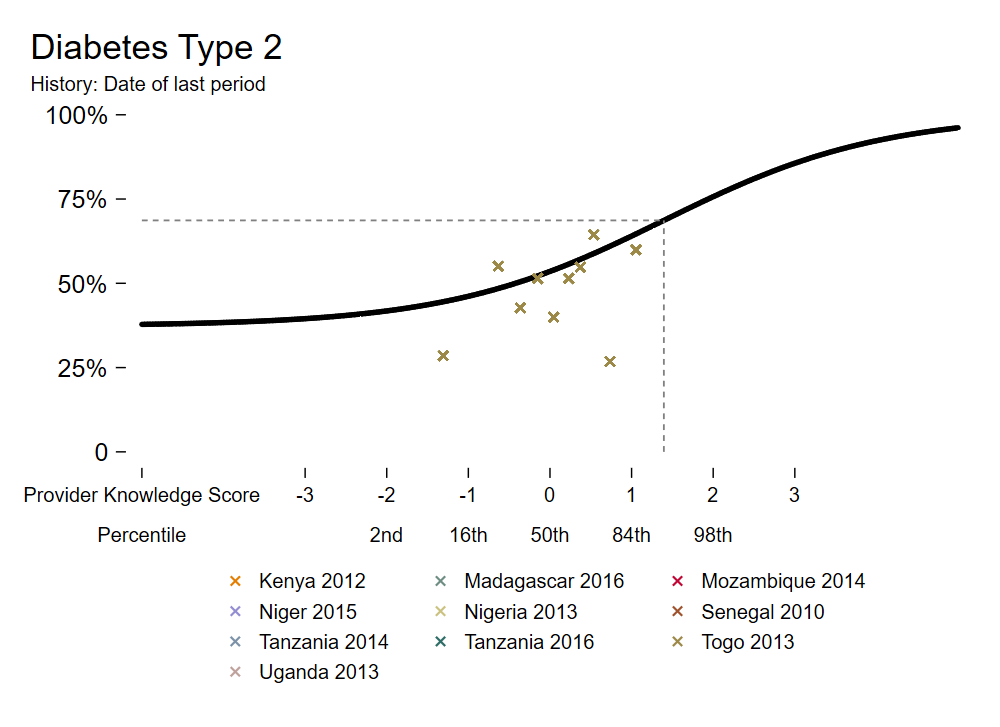 Diabetes Type 2
History: Date of last period
100%
75%
50%
25%
0
Provider Knowledge Score -3 -2 -1 0 1 2 3
Percentile 2nd 16th 50th 84th 98th
Kenya 2012 Madagascar 2016 Mozambique 2014
Niger 2015 Nigeria 2013 Senegal 2010
Tanzania 2014 Tanzania 2016 Togo 2013
Uganda 2013